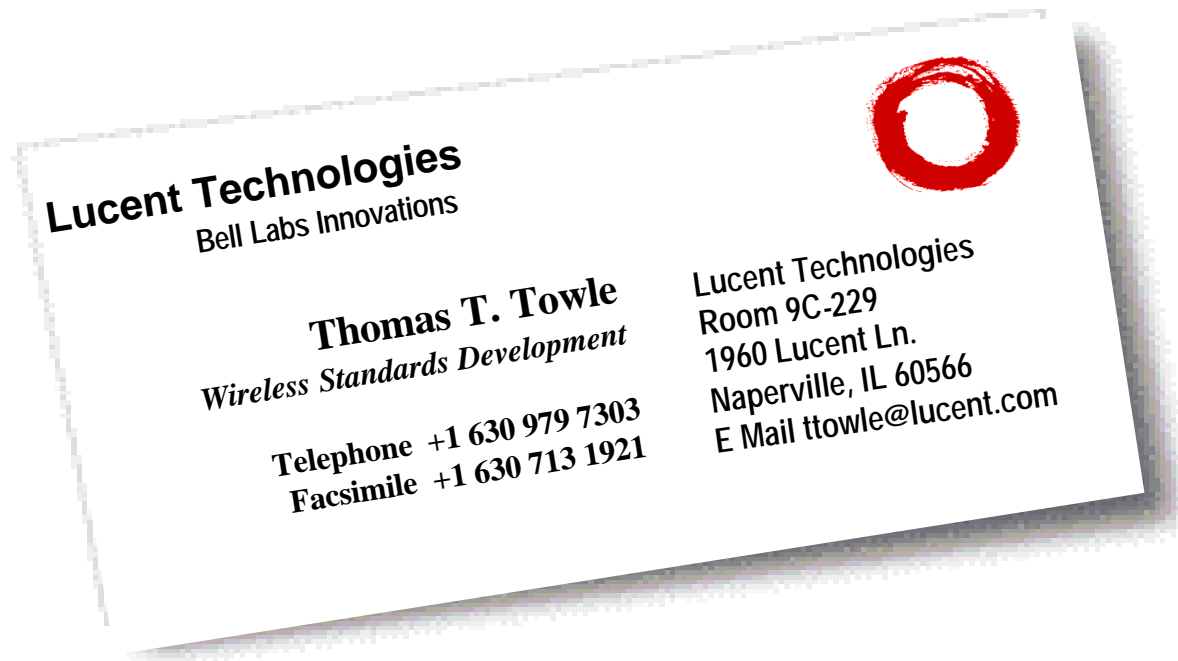 Lucent Technologies
Bell Labs Innovations
Thomas T. Towle
Wireless Standards Development
Telephone +1 630 979 7303
Facsimile +1 630 713 1921
Lucent Technologies
Room 9C-229
1960 Lucent Ln.
Naperville, IL 60566
E Mail ttowle@lucent.com